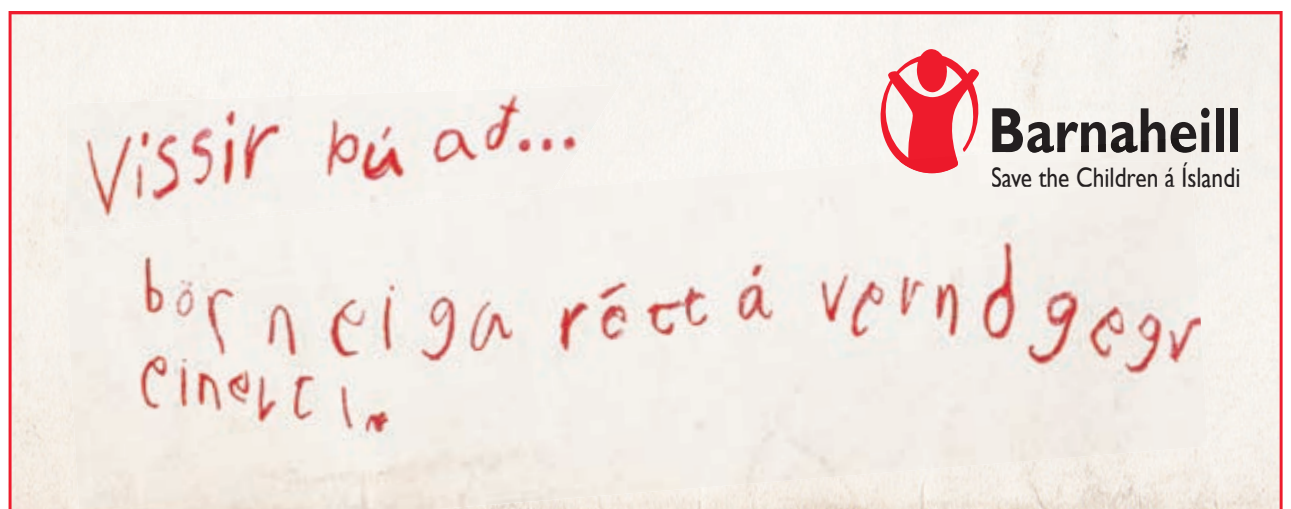 Vissir þú að...
Barnaheill
Save the Children á Íslandi
börn eiga rétt á vernd gegn
einelti.